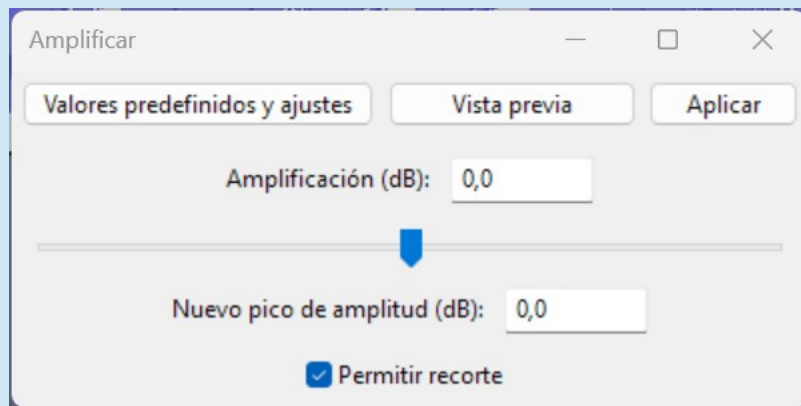 Amplificar
Valores predefinidos y ajustes Vista previa Aplicar
Amplificación (dB): 0,0
Nuevo pico de amplitud (dB): 0,0
Permitir recorte